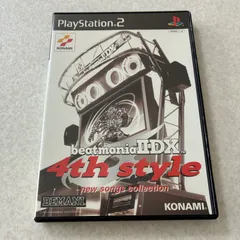 PlayStation 2
KONAMI
beatmania IIDX
4th style
new songs collection
BEMANI
KONAMI